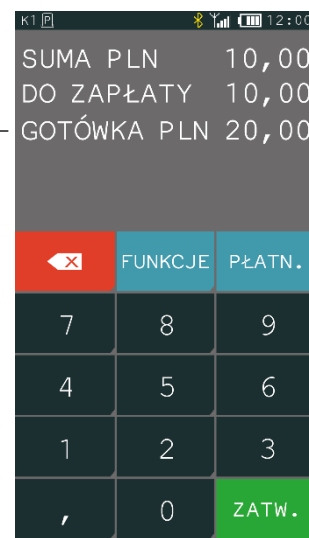 K1 P 12:00
SUMA PLN 10,00
DO ZAPŁATY 10,00
GOTÓWKA PLN 20,00
FUNKCJE PŁATN.
7 8 9
4 5 6
1 2 3
, 0 ZATW.